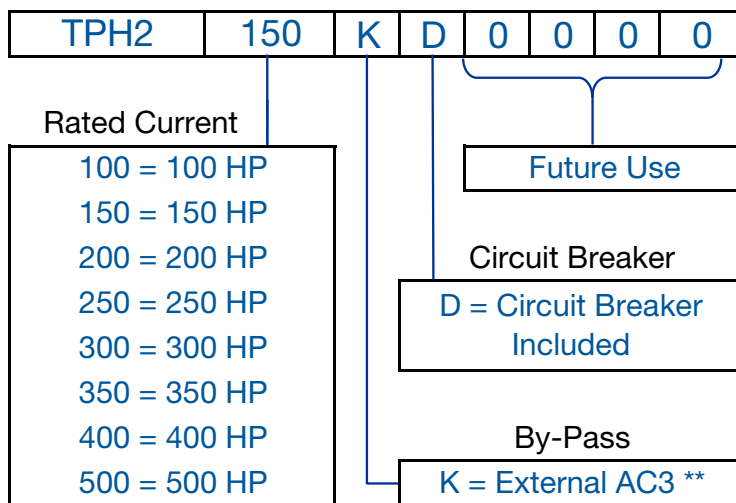 TPH2 150 K D 0 0 0 0
Rated Current
100 = 100 HP
150 = 150 HP
200 = 200 HP
250 = 250 HP
300 = 300 HP
350 = 350 HP
400 = 400 HP
500 = 500 HP
Future Use
Circuit Breaker
D = Circuit Breaker
Included
By-Pass
K = External AC3 **